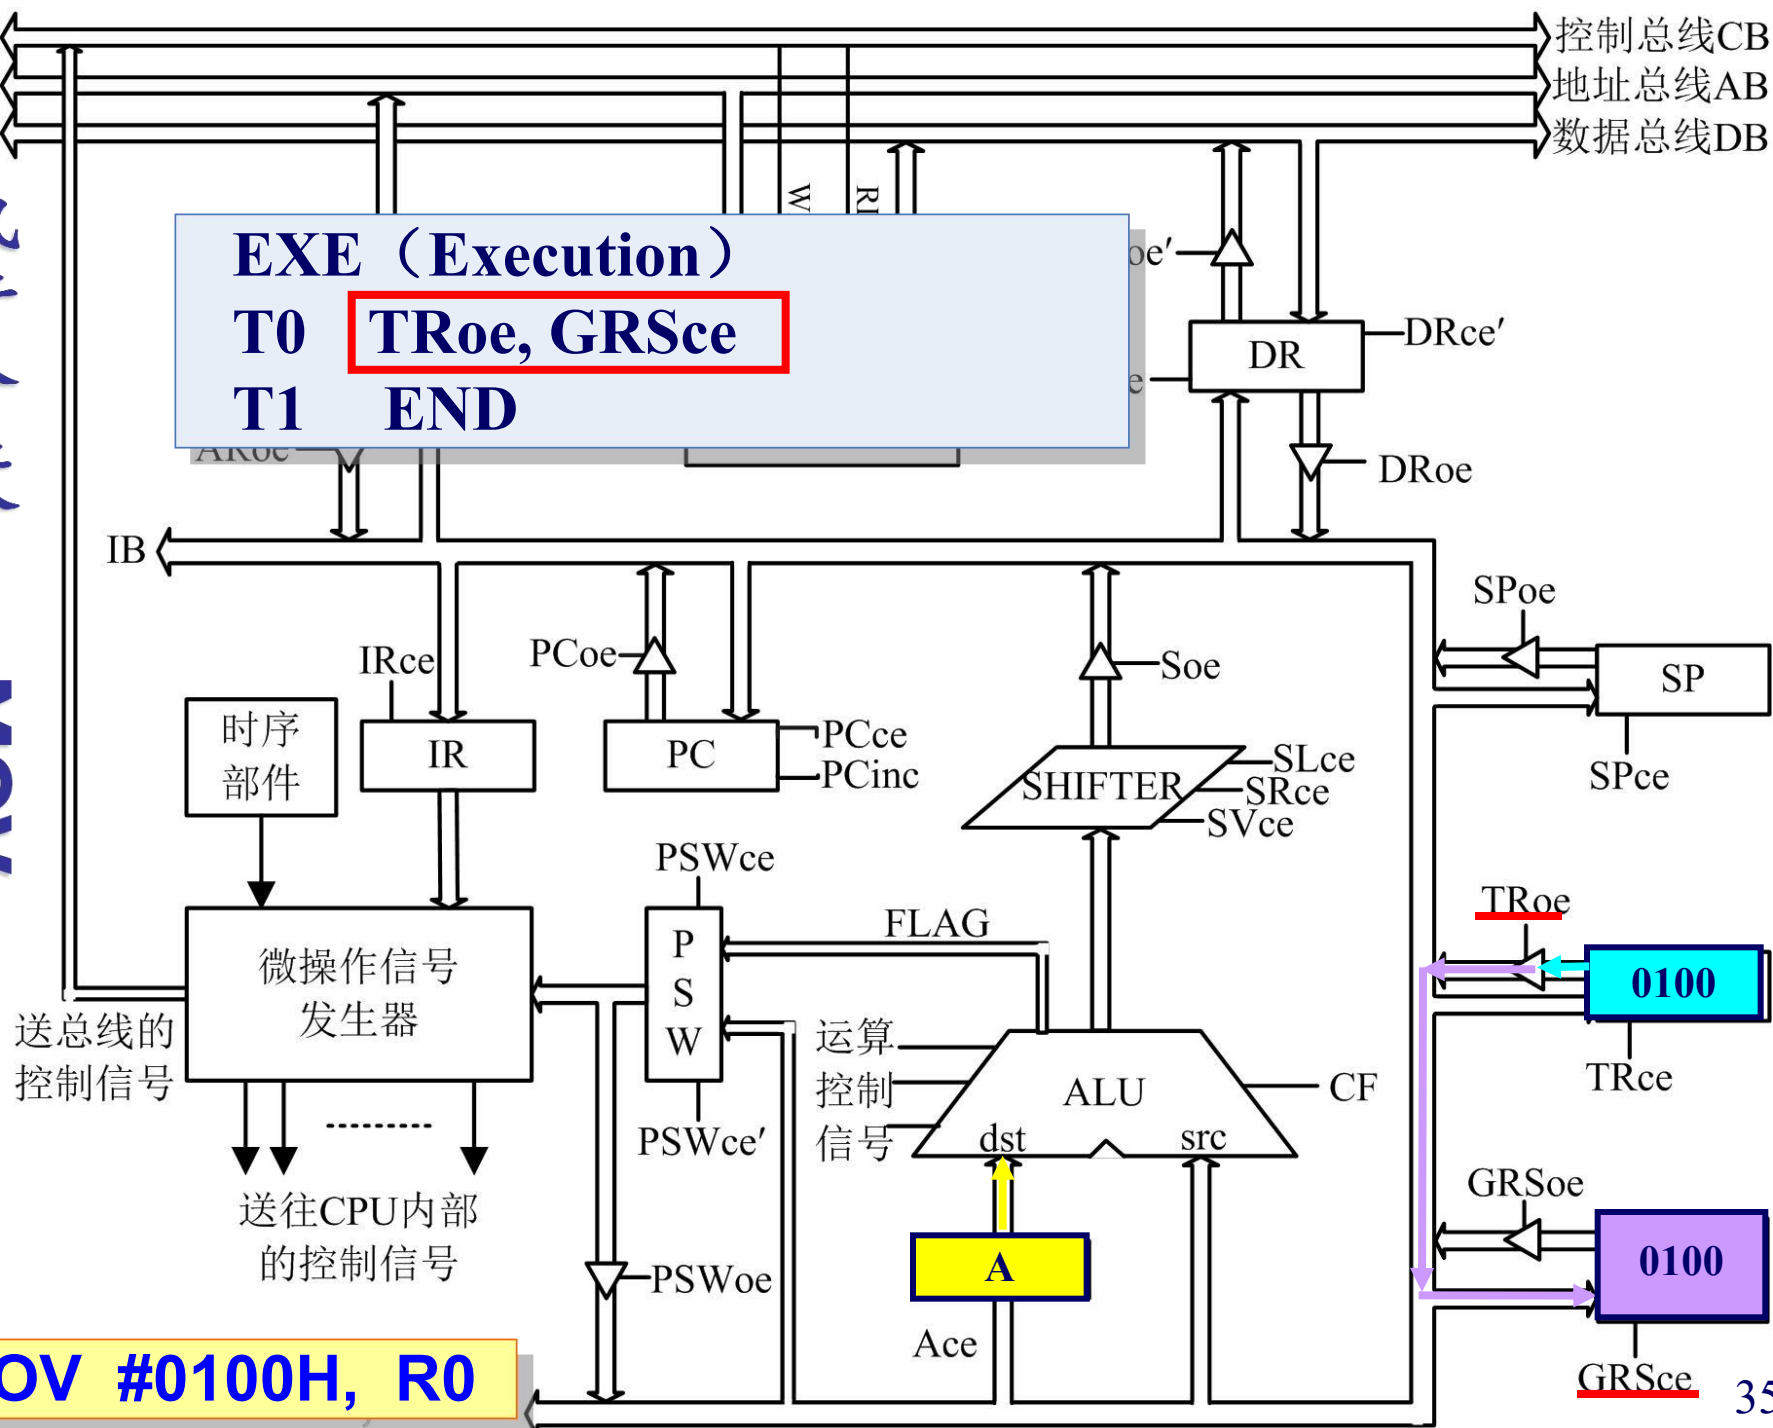 控制总线CB
地址总线AB
数据总线DB
EXE（Execution）
T0 TRoe, GRSce
T1 END
oe′
DR
DRce′
e
DRoe
ARoe
IB
SPoe
SP
SPce
IRce
PCoe
Soe
时序
部件
IR
PC
PCce
PCinc
SHIFTER
SLce
SRce
SVce
PSWce
FLAG
P
S
W
PSWce′
PSWoe
微操作信号
发生器
送总线的
控制信号
送往CPU内部
的控制信号
运算
控制
信号
ALU
CF
dst
src
A
Ace
TRoe
0100
TRce
GRSoe
0100
GRSce
OV #0100H, R0
35